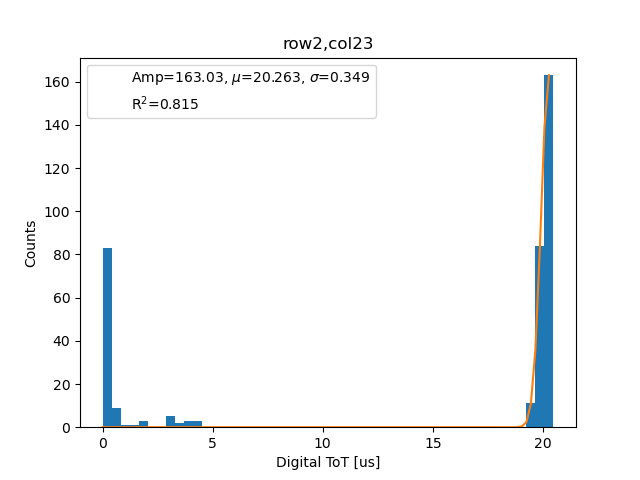 row2,col23
Amp=163.03, μ=20.263, σ=0.349
R²=0.815
160
140
120
100
80
60
40
20
0
Counts
0 5 10 15 20
Digital ToT [us]